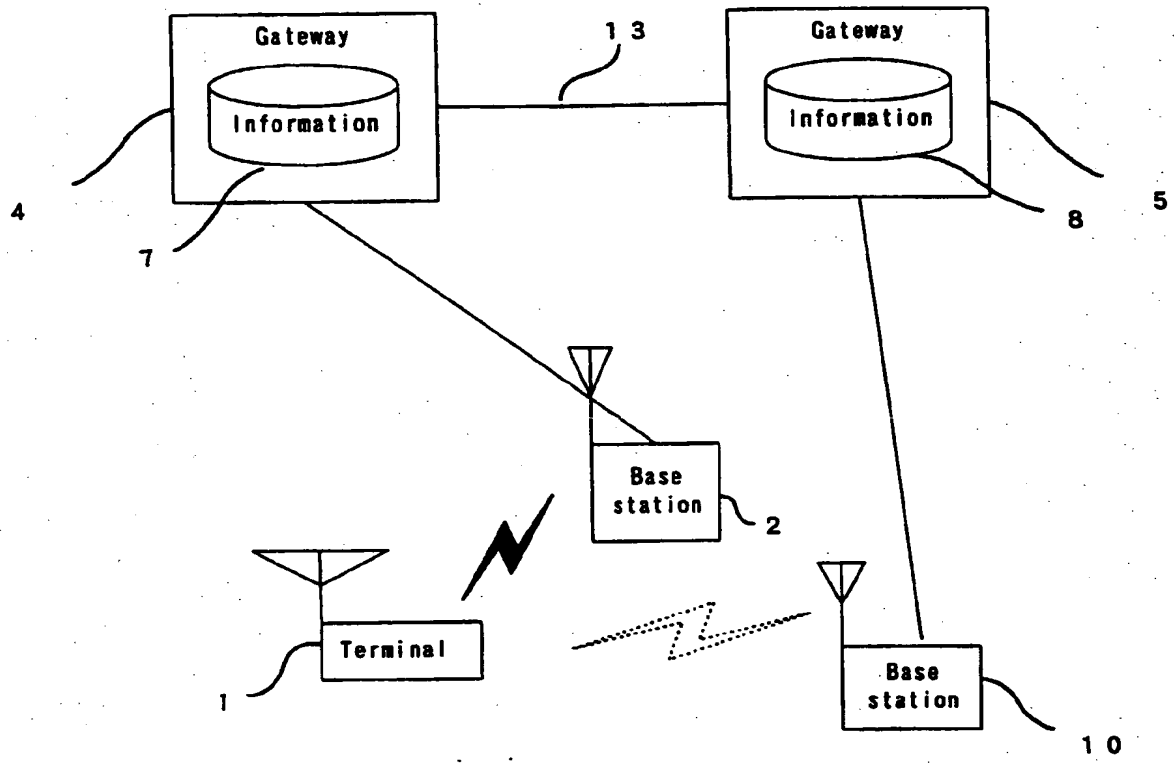 Gateway
Information
4
7
13
Gateway
Information
5
8
Base
station
2
Terminal
1
Base
station
10